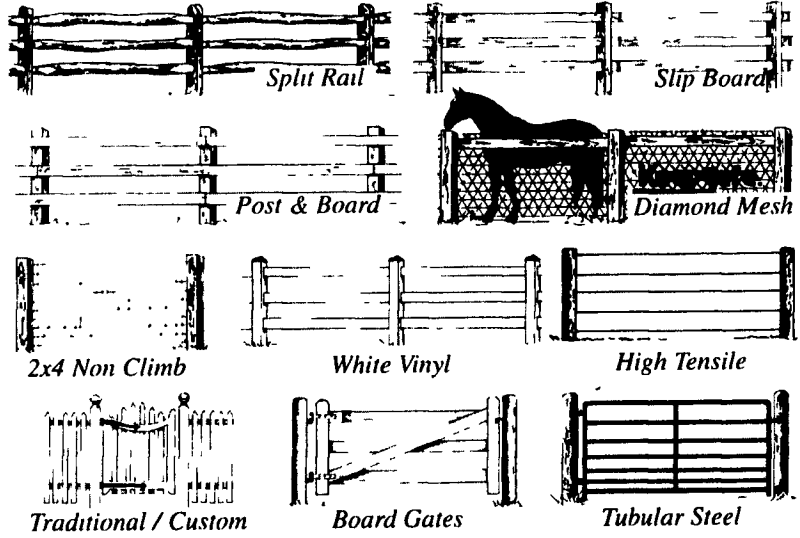 Split Rail
Slip Board
Post & Board
Diamond Mesh
2x4 Non Climb
White Vinyl
High Tensile
Traditional / Custom
Board Gates
Tubular Steel